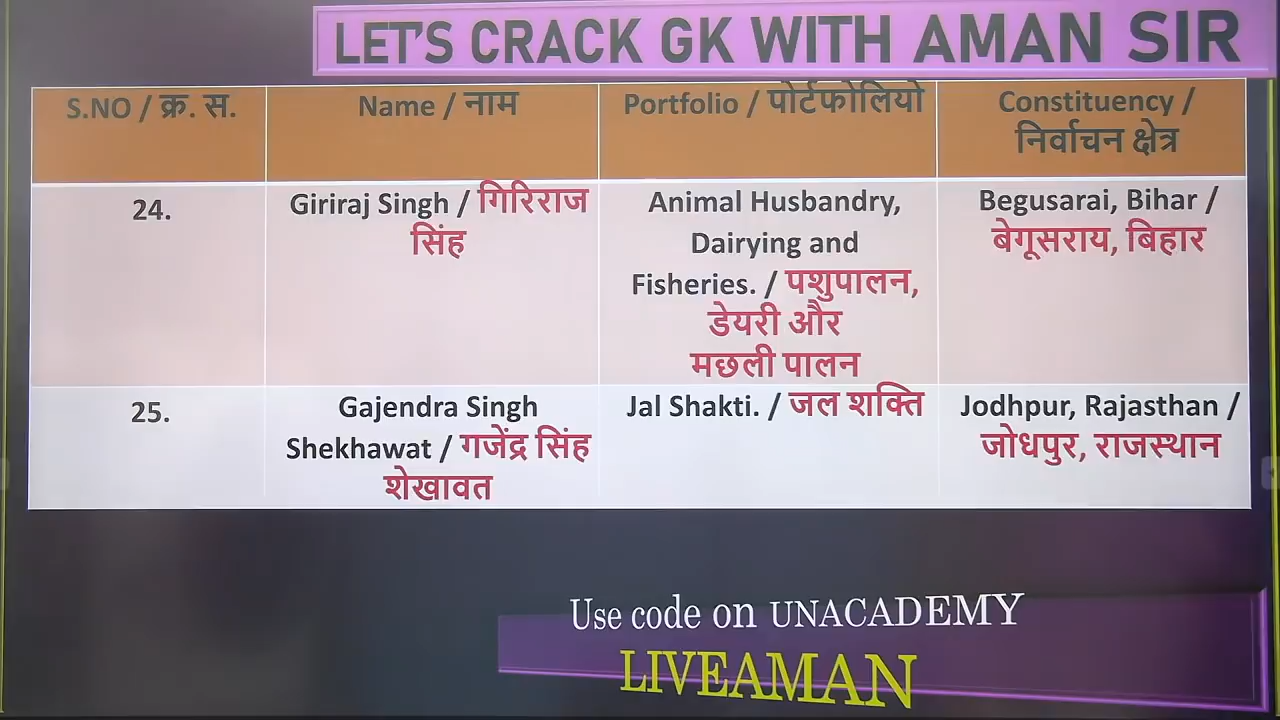 LET'S CRACK GK WITH AMAN SIR
S.NO / क्र. स.
Name / नाम
Portfolio / पोर्टफोलियो
Constituency /
निर्वाचन क्षेत्र
24.
Giriraj Singh / गिरिराज
सिंह
Animal Husbandry,
Dairying and
Fisheries. / पशुपालन,
डेयरी और
मछली पालन
Begusarai, Bihar /
बेगूसराय, बिहार
25.
Gajendra Singh
Shekhawat / गजेंद्र सिंह
शेखावत
Jal Shakti. / जल शक्ति
Jodhpur, Rajasthan /
जोधपुर, राजस्थान
Use code on UNACADEMY
LIVEAMAN